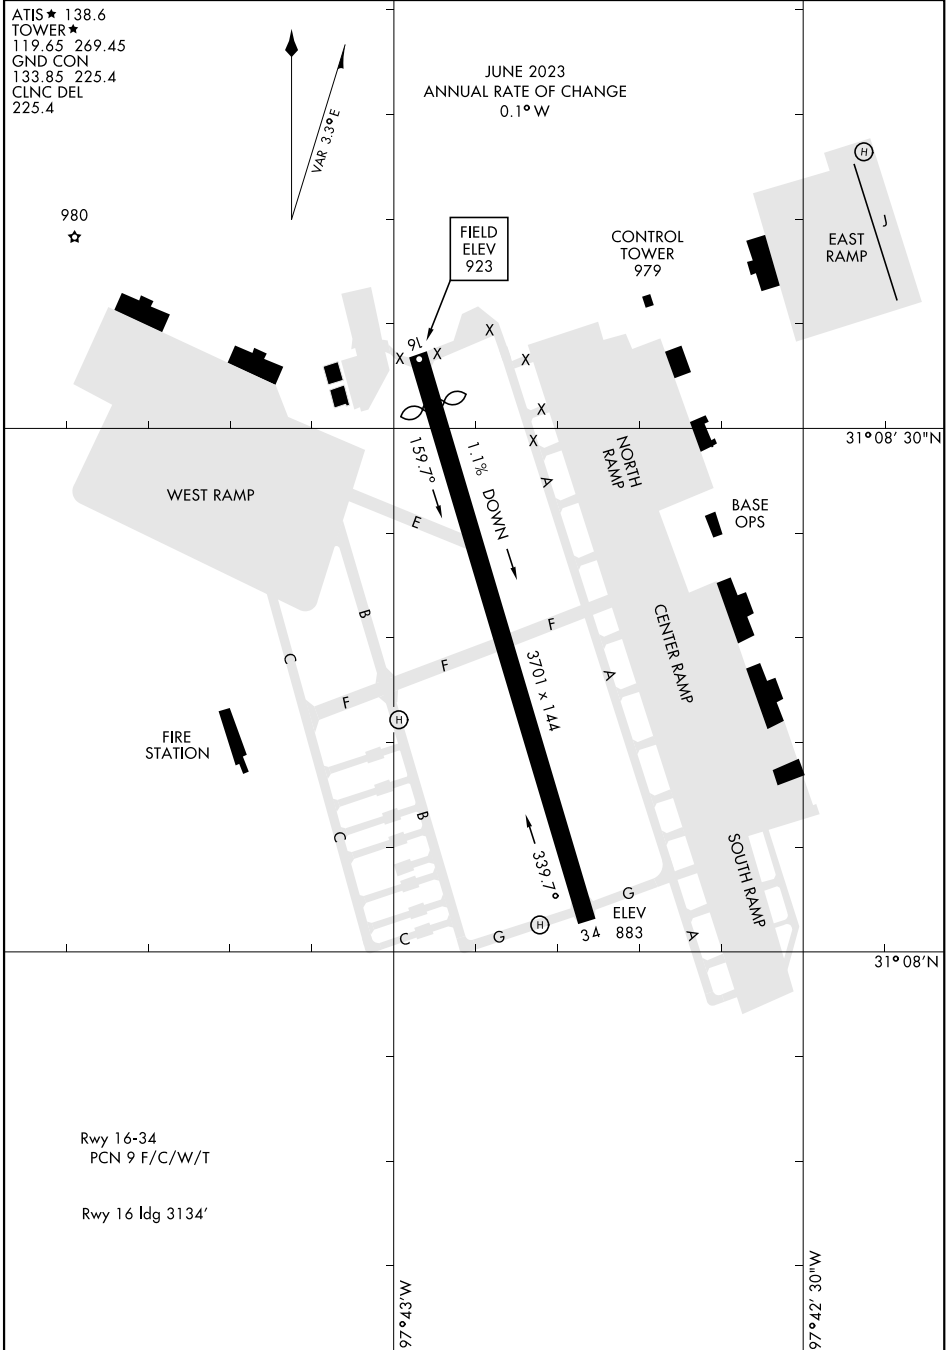 ATIS★ 138.6
TOWER★
119.65 269.45
GND CON
133.85 225.4
CLNC DEL
225.4
VAR 3.3° E
JUNE 2023
ANNUAL RATE OF CHANGE
0.1° W
980
FIELD
ELEV
923
CONTROL
TOWER
979
H
J
EAST
RAMP
16
X
X
X
X
X
X
31° 08' 30"N
159.7°
1.1% DOWN
A
NORTH
RAMP
WEST RAMP
E
BASE
OPS
B
F
F
F
C
A
CENTER RAMP
3701 x 144
H
FIRE
STATION
B
C
339.7°
SOUTH RAMP
G
ELEV
883
H
34
G
C
A
31° 08'N
Rwy 16-34
PCN 9 F/C/W/T
Rwy 16 ldg 3134'
97° 43'W
97° 42' 30"W